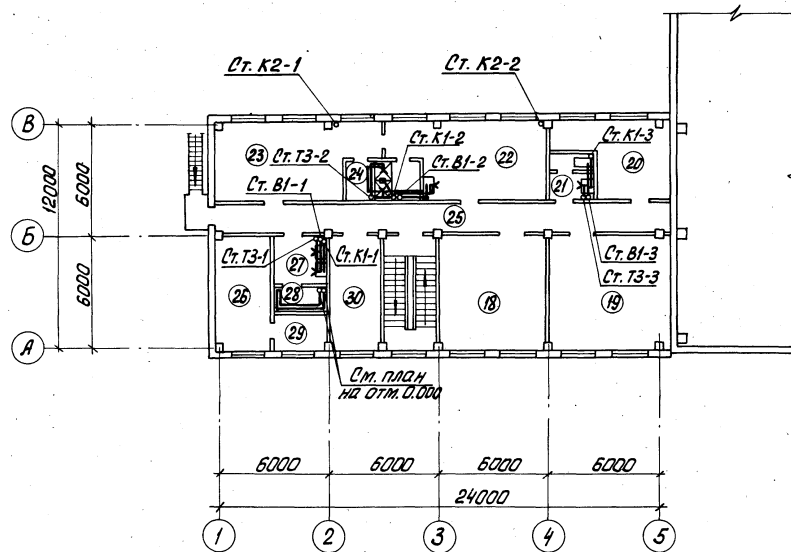 Ст. К2-1
Ст. К2-2
В
23
Ст. Т3-2
24
Ст. К1-2
Ст. В1-2
22
Ст. К1-3
20
21
Ст. В1-1
25
12000
6000
6000
Б
Ст. Т3-1
27
Ст. К1-1
Ст. В1-3
Ст. Т3-3
26
28
30
18
19
29
А
См. план
на отм. 0.000
6000
6000
6000
6000
24000
1
2
3
4
5